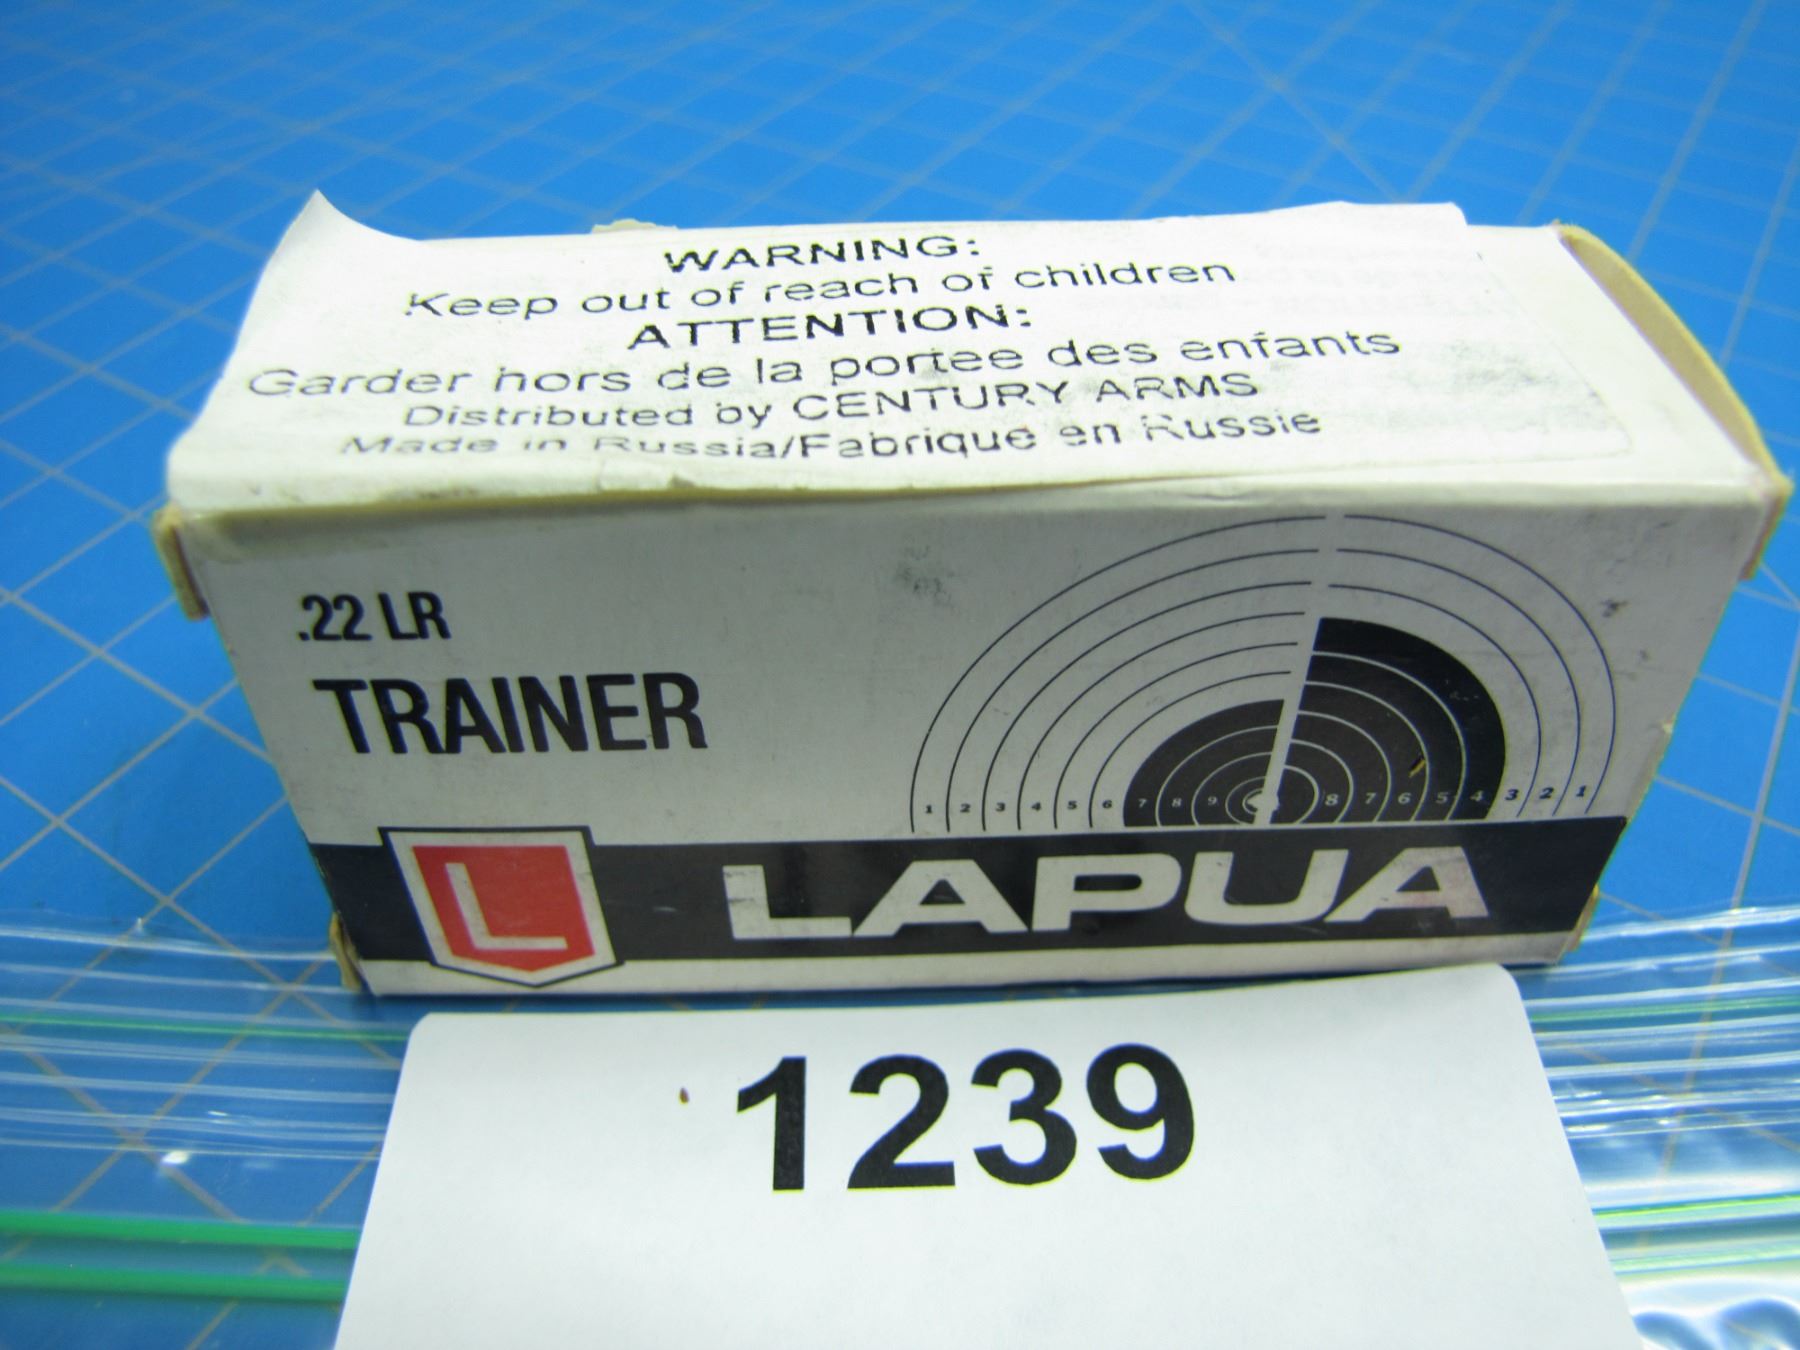 WARNING:
Keep out of reach of children
ATTENTION:
Garder hors de la portee des enfants
Distributed by CENTURY ARMS
Made in Russia/Fabrique en Russie
.22 LR
TRAINER
1 2 3 4 5 6 7 8 9 8 7 6 5 4 3 2 1
L LAPUA
1239